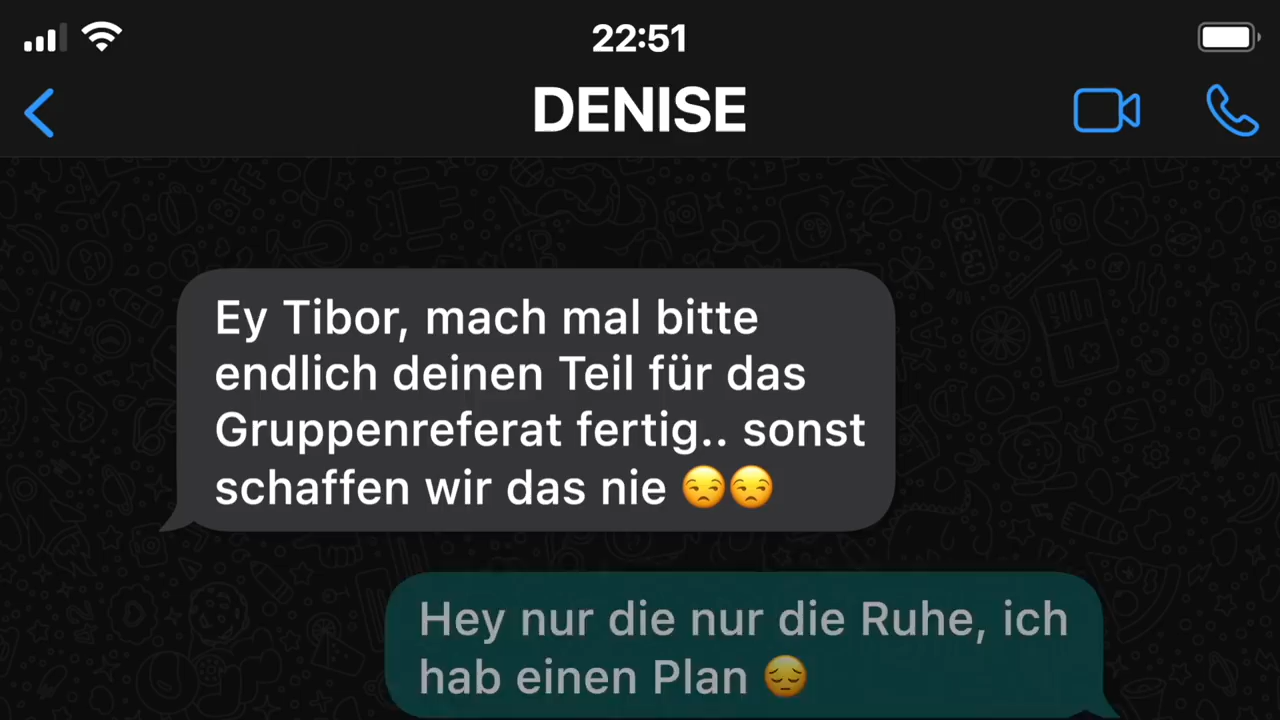 22:51
DENISE
Ey Tibor, mach mal bitte
endlich deinen Teil für das
Gruppenreferat fertig.. sonst
schaffen wir das nie 😒😒
Hey nur die nur die Ruhe, ich
hab einen Plan 😔